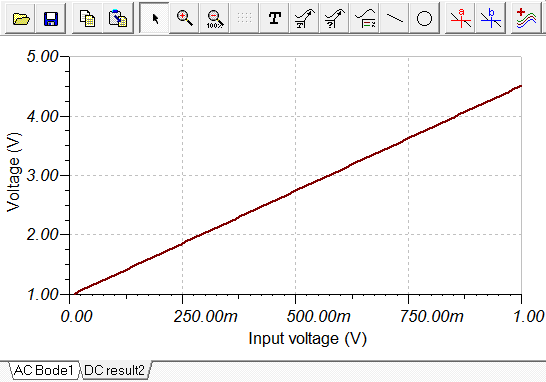 T
100%
a
b
5.00
4.00
Voltage (V)
3.00
2.00
1.00
0.00 250.00m 500.00m 750.00m 1.00
Input voltage (V)
AC Bode1 DC result2